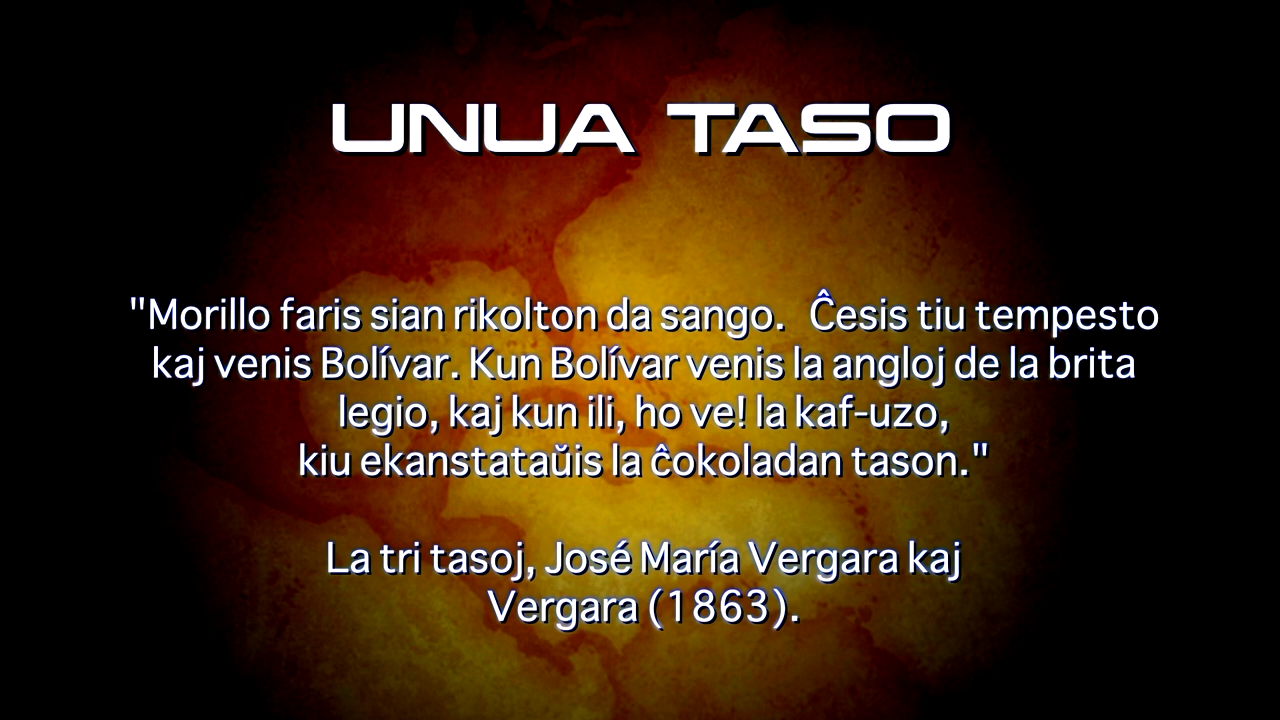 UNUA TASO
"Morillo faris sian rikolton da sango.   Ĉesis tiu tempesto
kaj venis Bolívar. Kun Bolívar venis la angloj de la brita
legio, kaj kun ili, ho ve! la kaf-uzo,
kiu ekanstataŭis la ĉokoladan tason."
La tri tasoj, José María Vergara kaj
Vergara (1863).